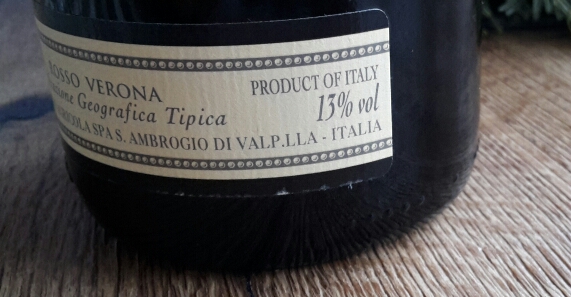 ROSSO VERONA
Geografica Tipica
SPA S. AMBROGIO DI VALP.LLA - ITALIA
PRODUCT OF ITALY
13% vol